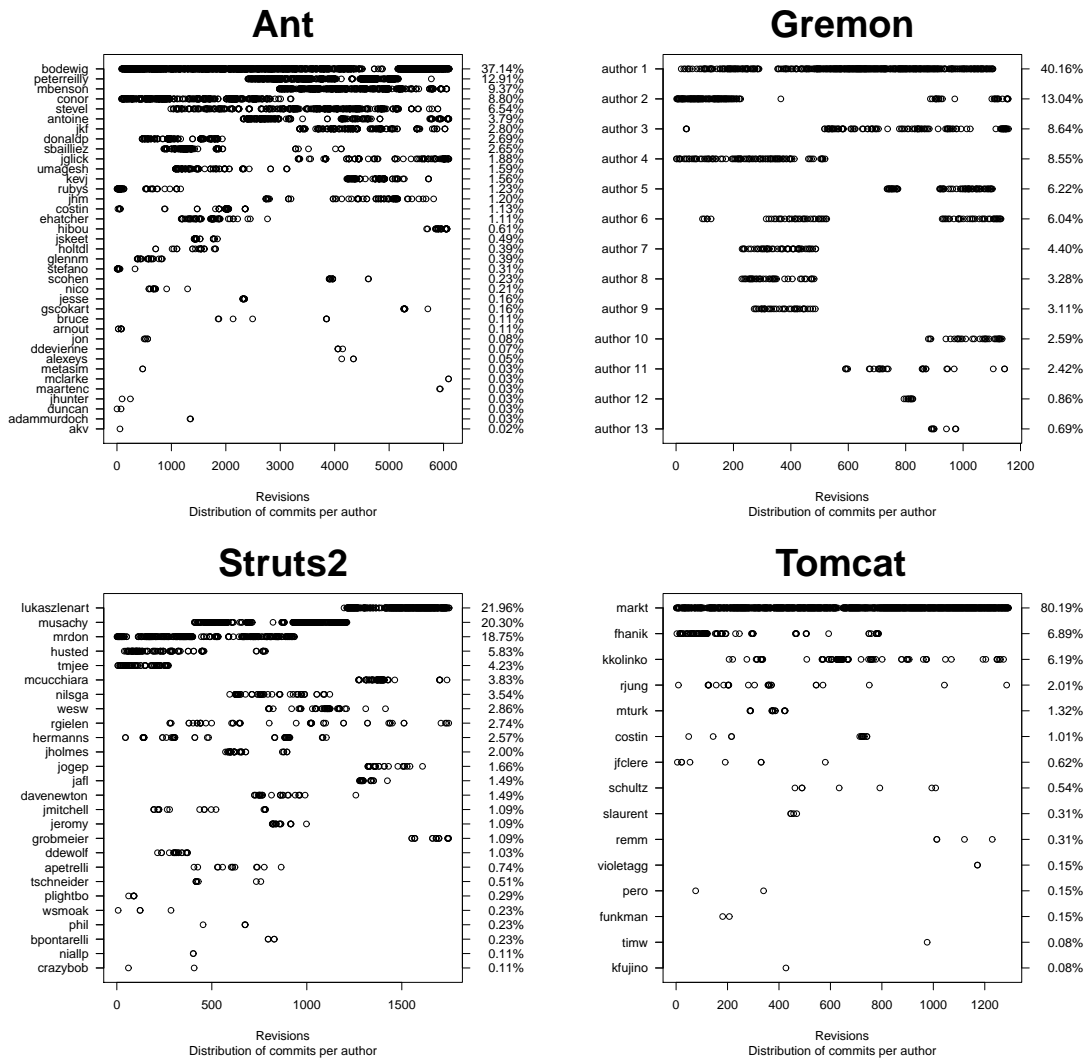 Ant
bodewig 37.14%
peterreilly 12.91%
mbenson 9.37%
conor 8.80%
stevel 6.54%
antoine 3.79%
jkf 2.80%
donaldp 2.69%
sbailliez 2.65%
jglick 1.88%
umagesh 1.59%
kevj 1.56%
rubys 1.23%
jhm 1.20%
costin 1.13%
ehatcher 1.11%
hibou 0.61%
jskeet 0.49%
holtdl 0.39%
glennm 0.39%
stefano 0.31%
scohen 0.23%
nico 0.21%
jesse 0.16%
gscokart 0.16%
bruce 0.11%
arnout 0.11%
jon 0.08%
ddevienne 0.07%
alexeys 0.05%
metasim 0.03%
mclarke 0.03%
maartenc 0.03%
jhunter 0.03%
duncan 0.03%
adammurdoch 0.03%
akv 0.02%
0 1000 2000 3000 4000 5000 6000
Revisions
Distribution of commits per author
Gremon
author 1 40.16%
author 2 13.04%
author 3 8.64%
author 4 8.55%
author 5 6.22%
author 6 6.04%
author 7 4.40%
author 8 3.28%
author 9 3.11%
author 10 2.59%
author 11 2.42%
author 12 0.86%
author 13 0.69%
0 200 400 600 800 1000 1200
Revisions
Distribution of commits per author
Struts2
lukaszlenart 21.96%
musachy 20.30%
mrdon 18.75%
husted 5.83%
tmjee 4.23%
mcucchiara 3.83%
nilsga 3.54%
wesw 2.86%
rgielen 2.74%
hermanns 2.57%
jholmes 2.00%
jogep 1.66%
jafl 1.49%
davenewton 1.49%
jmitchell 1.09%
jeromy 1.09%
grobmeier 1.09%
ddewolf 1.03%
apetrelli 0.74%
tschneider 0.51%
plightbo 0.29%
wsmoak 0.23%
phil 0.23%
bpontarelli 0.23%
niallp 0.11%
crazybob 0.11%
0 500 1000 1500
Revisions
Distribution of commits per author
Tomcat
markt 80.19%
fhanik 6.89%
kkolinko 6.19%
rjung 2.01%
mturk 1.32%
costin 1.01%
jfclere 0.62%
schultz 0.54%
slaurent 0.31%
remm 0.31%
violetagg 0.15%
pero 0.15%
funkman 0.15%
timw 0.08%
kfujino 0.08%
0 200 400 600 800 1000 1200
Revisions
Distribution of commits per author